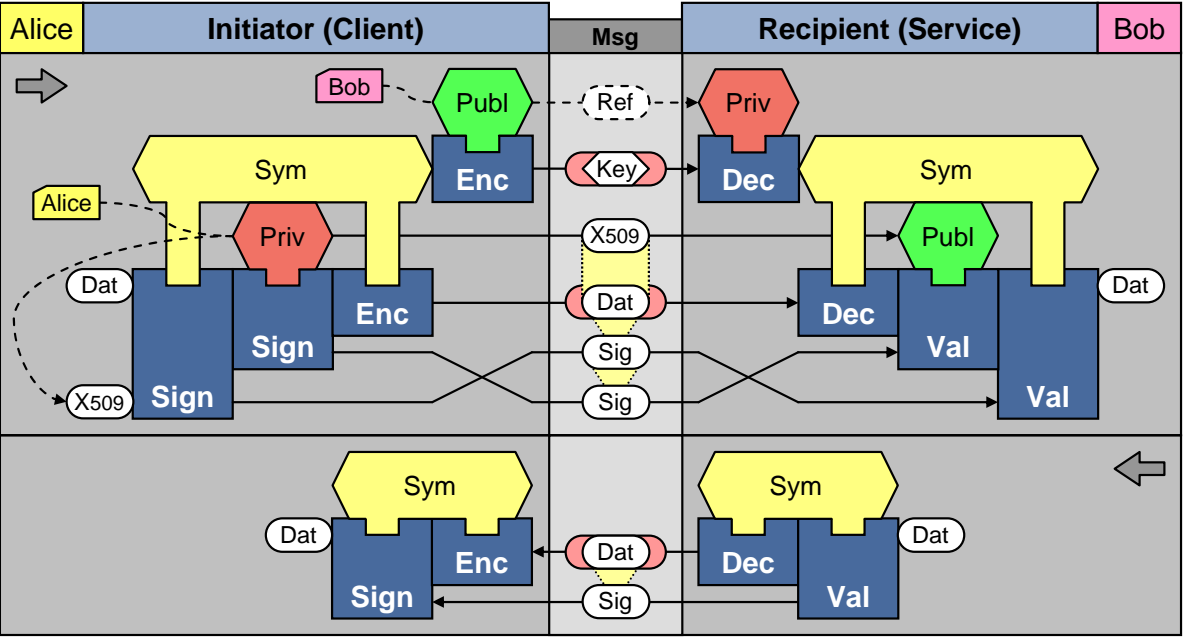 Alice
Initiator (Client)
Msg
Recipient (Service)
Bob
Bob
Publ
Ref
Priv
Sym
Enc
Key
Dec
Sym
Alice
Priv
X509
Publ
Dat
Enc
Dat
Dec
Dat
Sign
Sig
Val
X509
Sign
Sig
Val
Sym
Sym
Dat
Enc
Dat
Dec
Dat
Sign
Sig
Val